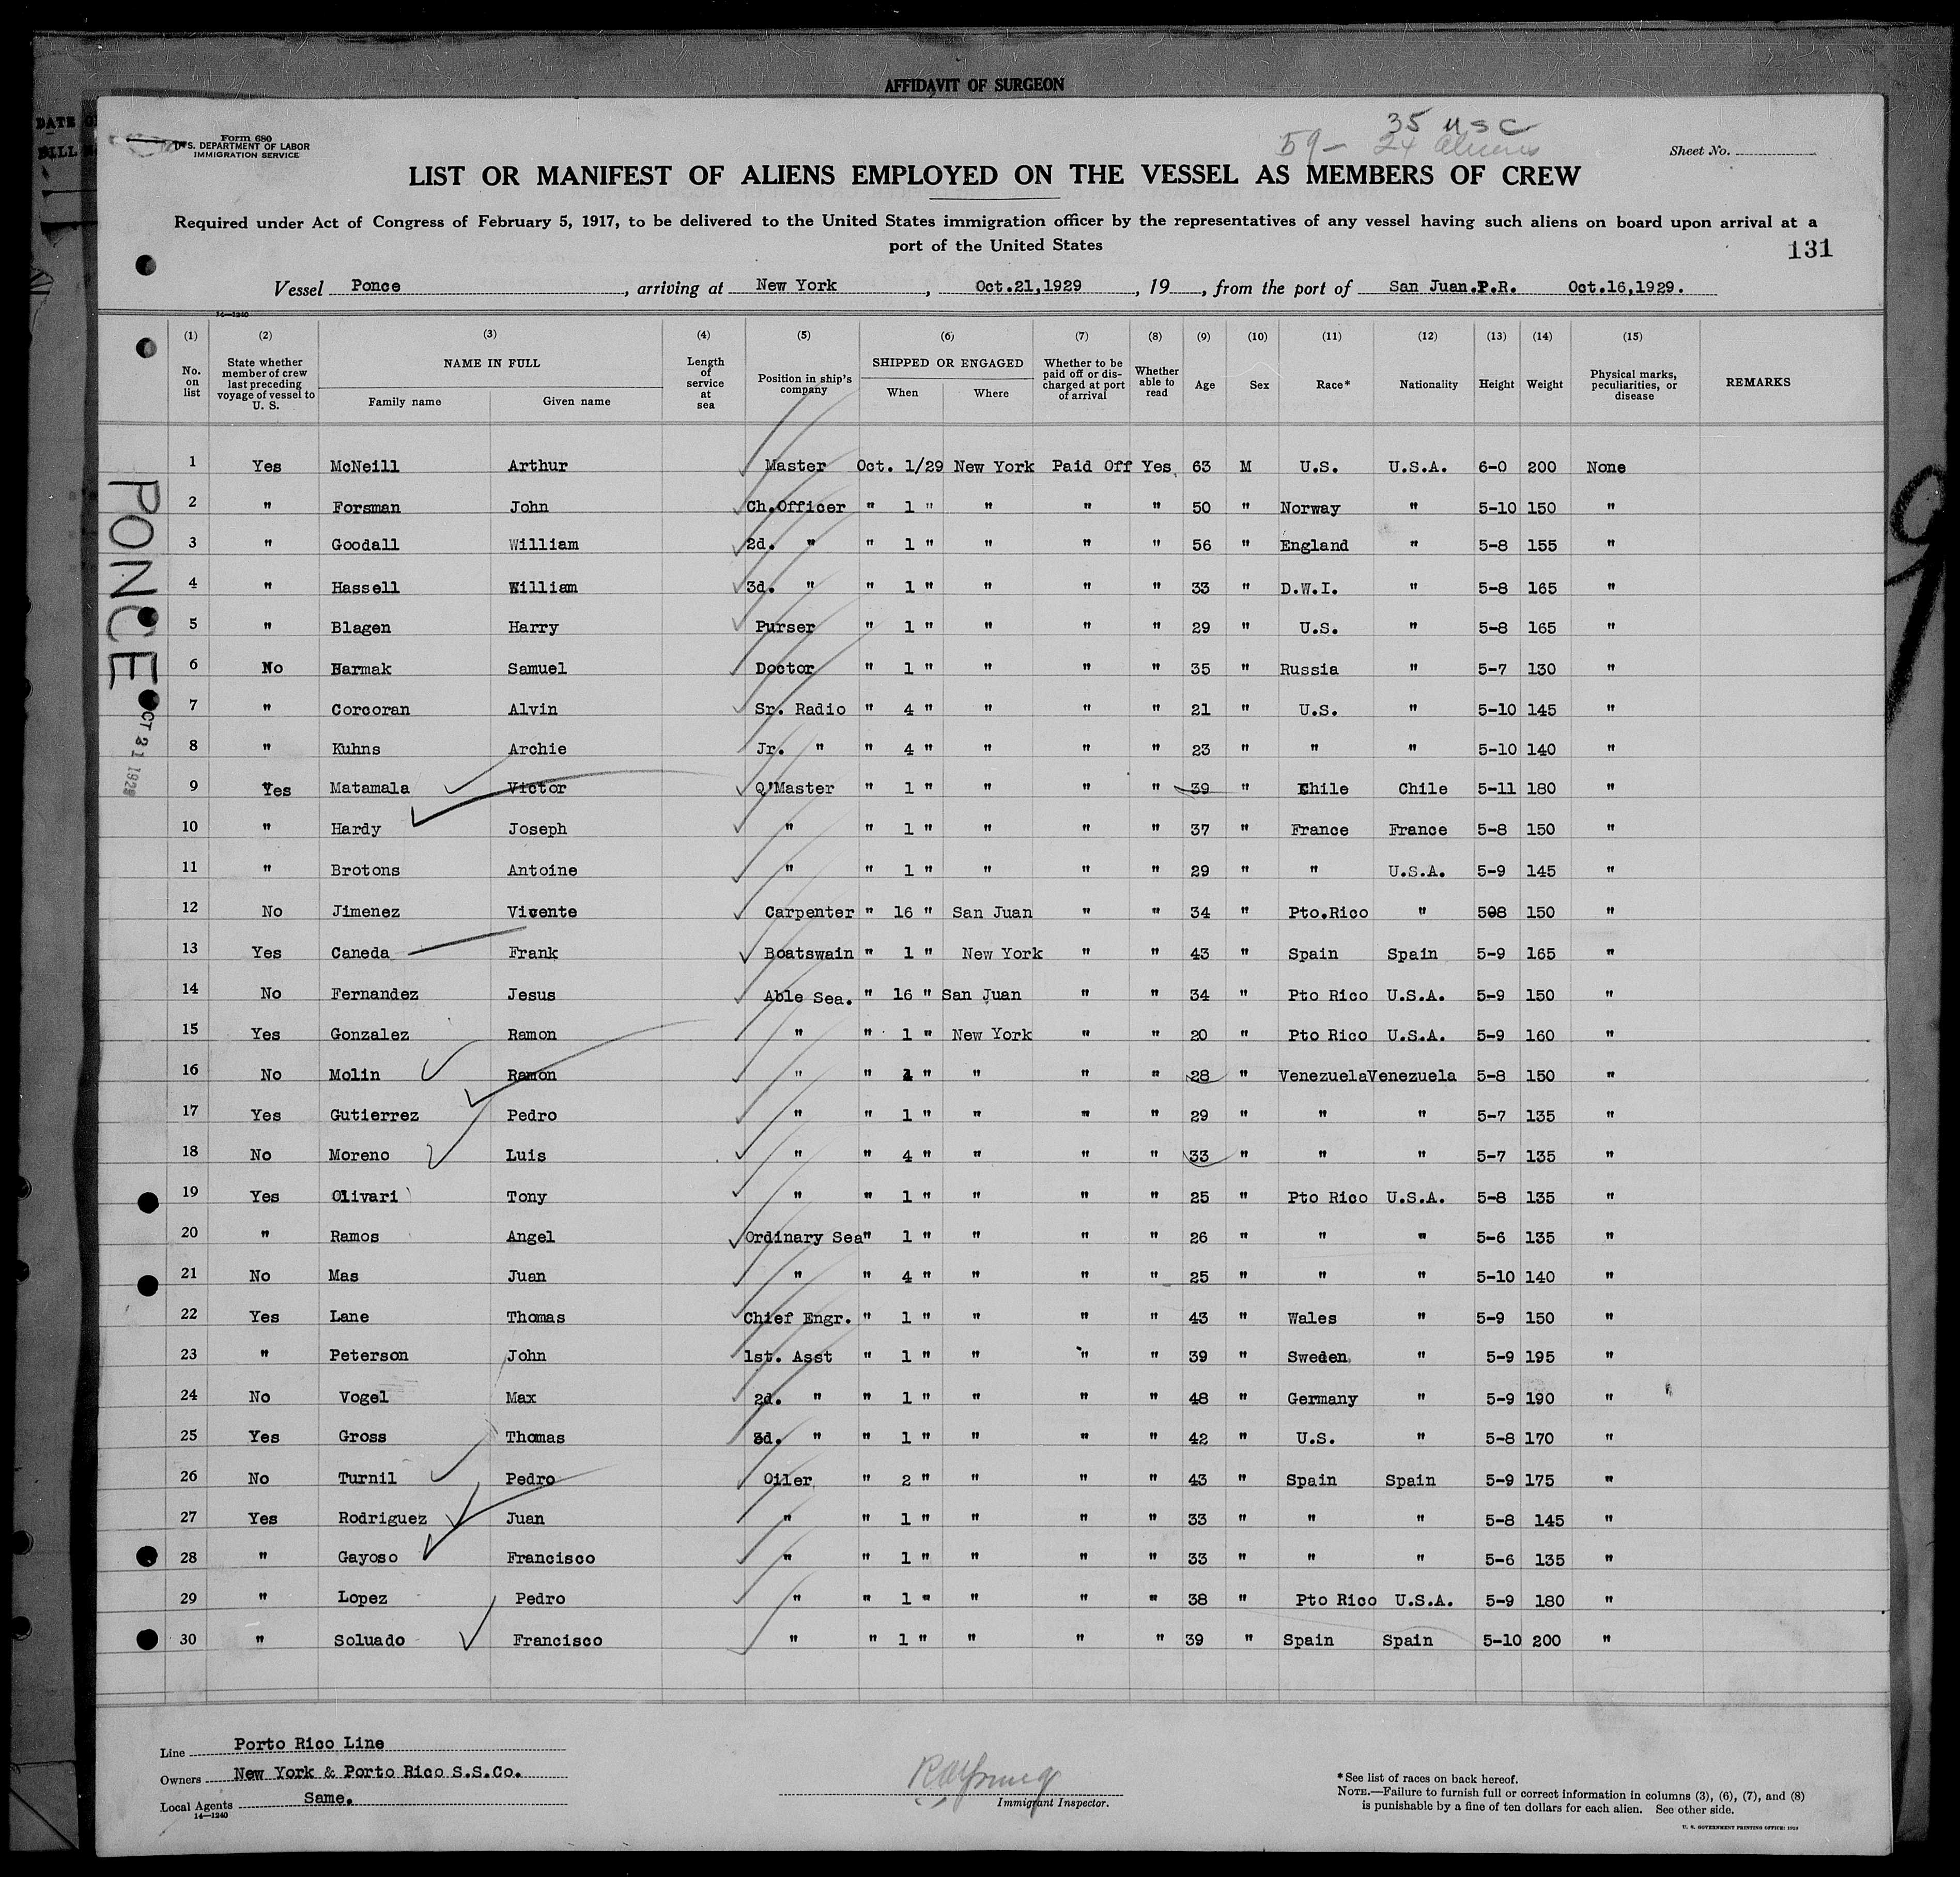 AFFIDAVIT OF SURGEON
35 USC
59 - 24 aliens
Form 680
U. S. DEPARTMENT OF LABOR
IMMIGRATION SERVICE
Sheet No.
LIST OR MANIFEST OF ALIENS EMPLOYED ON THE VESSEL AS MEMBERS OF CREW
Required under Act of Congress of February 5, 1917, to be delivered to the United States immigration officer by the representatives of any vessel having such aliens on board upon arrival at a
port of the United States
131
Vessel Ponce, arriving at New York, Oct.21,1929, 19, from the port of San Juan.P.R. Oct.16,1929.
14—1240
(1) (2) (3) (4) (5) (6) (7) (8) (9) (10) (11) (12) (13) (14) (15)
No. on list State whether member of crew last preceding voyage of vessel to U. S. NAME IN FULL Family name Given name Length of service at sea Position in ship's company SHIPPED OR ENGAGED When Where Whether to be paid off or discharged at port of arrival Whether able to read Age Sex Race* Nationality Height Weight Physical marks, peculiarities, or disease REMARKS
1 Yes McNeill Arthur Master Oct. 1/29 New York Paid Off Yes 63 M U.S. U.S.A. 6-0 200 None
2 " Forsman John Ch.Officer " 1 " " " " 50 " Norway " 5-10 150 "
3 " Goodall William 2d. " " 1 " " " " 56 " England " 5-8 155 "
4 " Hassell William 3d. " " 1 " " " " 33 " D.W.I. " 5-8 165 "
5 " Blagen Harry Purser " 1 " " " " 29 " U.S. " 5-8 165 "
6 No Barmak Samuel Doctor " 1 " " " " 35 " Russia " 5-7 130 "
7 " Corcoran Alvin Sr. Radio " 4 " " " " 21 " U.S. " 5-10 145 "
8 " Kuhns Archie Jr. " " 4 " " " " 23 " " " 5-10 140 "
9 Yes Matamala Victor Q'Master " 1 " " " " 39 " Chile Chile 5-11 180 "
10 " Hardy Joseph " " 1 " " " " 37 " France France 5-8 150 "
11 " Brotons Antoine " " 1 " " " " 29 " " U.S.A. 5-9 145 "
12 No Jimenez Vicente Carpenter " 16 " San Juan " " 34 " Pto.Rico " 508 150 "
13 Yes Caneda Frank Boatswain " 1 " New York " " 43 " Spain Spain 5-9 165 "
14 No Fernandez Jesus Able Sea. " 16 " San Juan " " 34 " Pto Rico U.S.A. 5-9 150 "
15 Yes Gonzalez Ramon " " 1 " New York " " 20 " Pto Rico U.S.A. 5-9 160 "
16 No Molin Ramon " " 4 " " " " 28 " Venezuela Venezuela 5-8 150 "
17 Yes Gutierrez Pedro " " 1 " " " " 29 " " " 5-7 135 "
18 No Moreno Luis " " 4 " " " " 33 " " " 5-7 135 "
19 Yes Olivari Tony " " 1 " " " " 25 " Pto Rico U.S.A. 5-8 135 "
20 " Ramos Angel Ordinary Sea " 1 " " " " 26 " " " 5-6 135 "
21 No Mas Juan " " 4 " " " " 25 " " " 5-10 140 "
22 Yes Lane Thomas Chief Engr. " 1 " " " " 43 " Wales " 5-9 150 "
23 " Peterson John 1st. Asst " 1 " " " " 39 " Sweden " 5-9 195 "
24 No Vogel Max 2d. " " 1 " " " " 48 " Germany " 5-9 190 "
25 Yes Gross Thomas 3d. " " 1 " " " " 42 " U.S. " 5-8 170 "
26 No Turnil Pedro Oiler " 2 " " " " 43 " Spain Spain 5-9 175 "
27 Yes Rodriguez Juan " " 1 " " " " 33 " " " 5-8 145 "
28 " Gayoso Francisco " " 1 " " " " 33 " " " 5-6 135 "
29 " Lopez Pedro " " 1 " " " " 38 " Pto Rico U.S.A. 5-9 180 "
30 " Soluado Francisco " " 1 " " " " 39 " Spain Spain 5-10 200 "
PONCE
OCT 21 1929
Line Porto Rico Line
Owners New York & Porto Rico S.S.Co.
Local Agents Same.
14—1240
Immigrant Inspector.
*See list of races on back hereof.
NOTE.—Failure to furnish full or correct information in columns (3), (6), (7), and (8)
is punishable by a fine of ten dollars for each alien. See other side.
U. S. GOVERNMENT PRINTING OFFICE: 1929